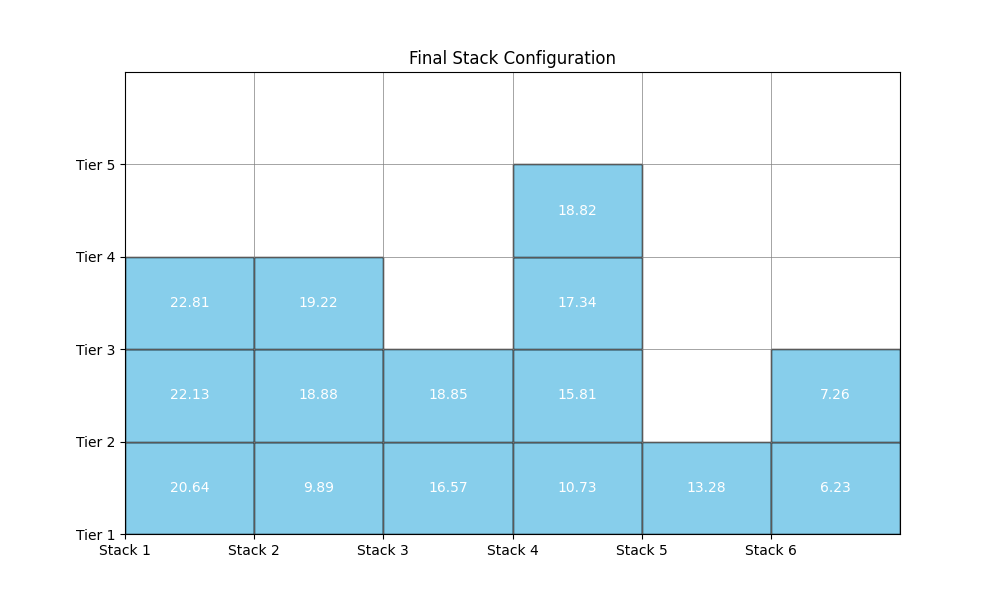 Final Stack Configuration
Tier 5
18.82
Tier 4
22.81 19.22 17.34
Tier 3
22.13 18.88 18.85 15.81 7.26
Tier 2
20.64 9.89 16.57 10.73 13.28 6.23
Tier 1
Stack 1 Stack 2 Stack 3 Stack 4 Stack 5 Stack 6